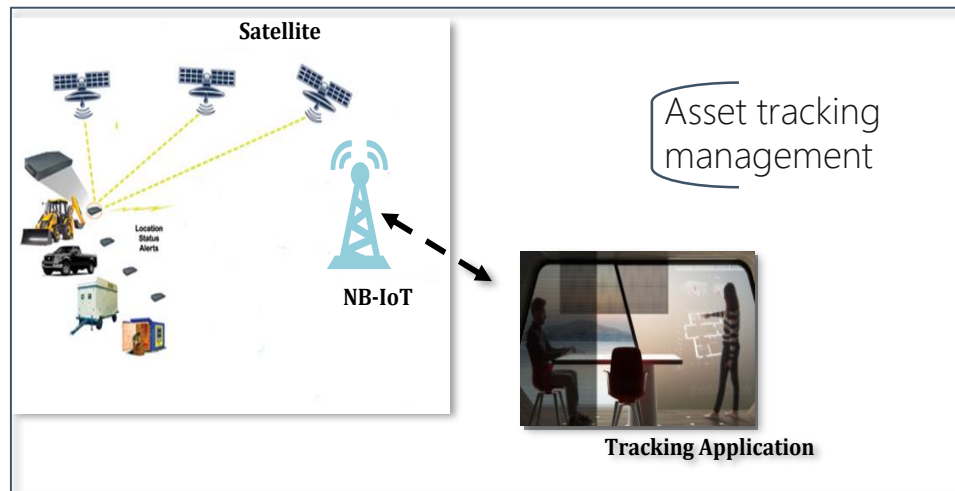 Satellite
Asset tracking
management
Location
Status
Alerts
NB-IoT
Tracking Application